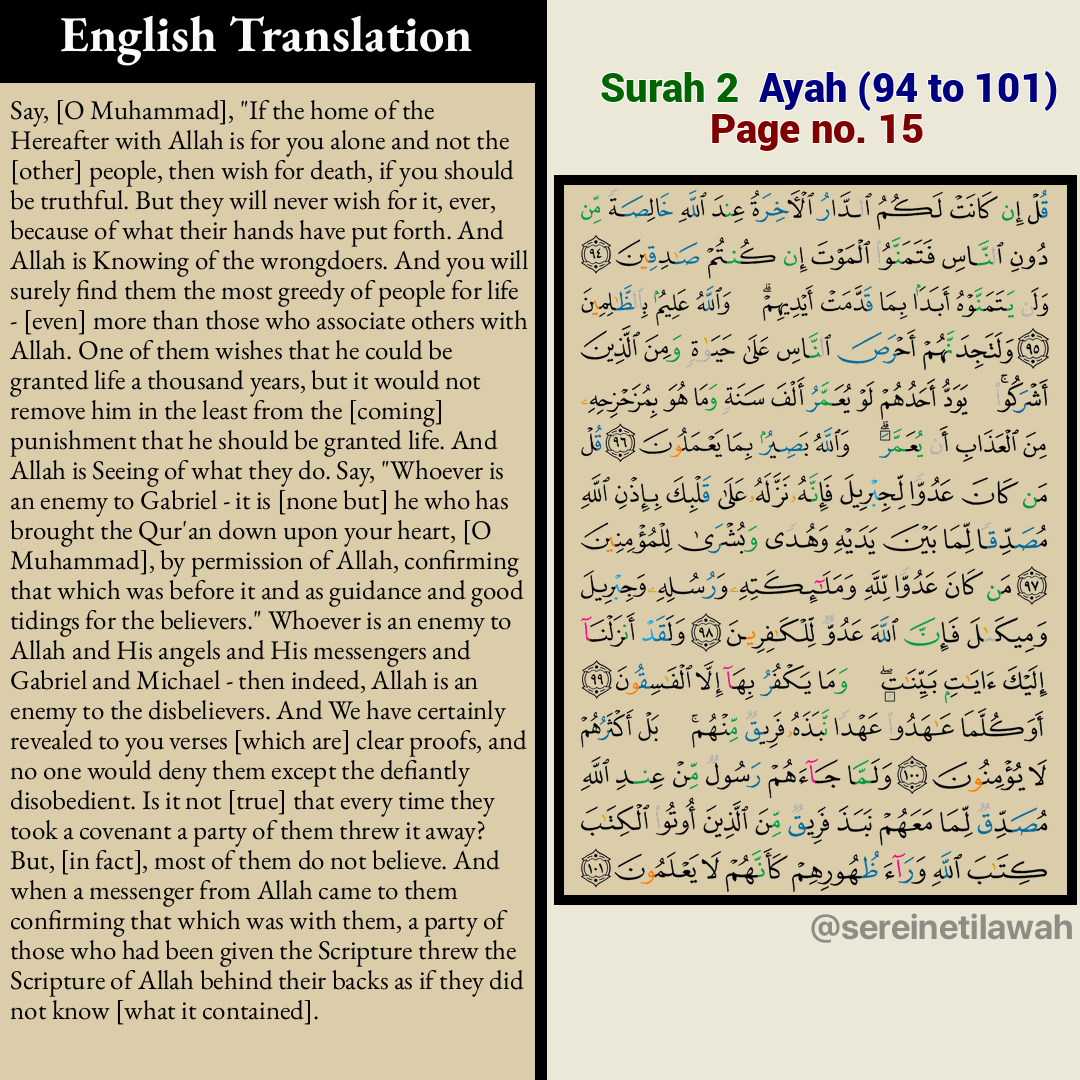 English Translation
Say, [O Muhammad], "If the home of the
Hereafter with Allah is for you alone and not the
[other] people, then wish for death, if you should
be truthful. But they will never wish for it, ever,
because of what their hands have put forth. And
Allah is Knowing of the wrongdoers. And you will
surely find them the most greedy of people for life
- [even] more than those who associate others with
Allah. One of them wishes that he could be
granted life a thousand years, but it would not
remove him in the least from the [coming]
punishment that he should be granted life. And
Allah is Seeing of what they do. Say, "Whoever is
an enemy to Gabriel - it is [none but] he who has
brought the Qur'an down upon your heart, [O
Muhammad], by permission of Allah, confirming
that which was before it and as guidance and good
tidings for the believers." Whoever is an enemy to
Allah and His angels and His messengers and
Gabriel and Michael - then indeed, Allah is an
enemy to the disbelievers. And We have certainly
revealed to you verses [which are] clear proofs, and
no one would deny them except the defiantly
disobedient. Is it not [true] that every time they
took a covenant a party of them threw it away?
But, [in fact], most of them do not believe. And
when a messenger from Allah came to them
confirming that which was with them, a party of
those who had been given the Scripture threw the
Scripture of Allah behind their backs as if they did
not know [what it contained].
Surah 2 Ayah (94 to 101)
Page no. 15
قُلْ إِن كَانَتْ لَكُمُ ٱلدَّارُ ٱلْأَخِرَةُ عِندَ ٱللَّهِ خَالِصَةً مِّن
دُونِ ٱلنَّاسِ فَتَمَنَّوُا۟ ٱلْمَوْتَ إِن كُنتُمْ صَـٰدِقِينَ ٩٤
وَلَن يَتَمَنَّوْهُ أَبَدًۢا بِمَا قَدَّمَتْ أَيْدِيهِمْ ۗ وَٱللَّهُ عَلِيمٌۢ بِٱلظَّـٰلِمِينَ
٩٥ وَلَتَجِدَنَّهُمْ أَحْرَصَ ٱلنَّاسِ عَلَىٰ حَيَوٰةٍ وَمِنَ ٱلَّذِينَ
أَشْرَكُوا۟ ۚ يَوَدُّ أَحَدُهُمْ لَوْ يُعَمَّرُ أَلْفَ سَنَةٍ وَمَا هُوَ بِمُزَحْزِحِهِۦ
مِنَ ٱلْعَذَابِ أَن يُعَمَّرَ ۗ وَٱللَّهُ بَصِيرٌۢ بِمَا يَعْمَلُونَ ٩٦ قُلْ
مَن كَانَ عَدُوًّا لِّجِبْرِيلَ فَإِنَّهُۥ نَزَّلَهُۥ عَلَىٰ قَلْبِكَ بِإِذْنِ ٱللَّهِ
مُصَدِّقًا لِّمَا بَيْنَ يَدَيْهِ وَهُدًى وَبُشْرَىٰ لِلْمُؤْمِنِينَ
٩٧ مَن كَانَ عَدُوًّا لِّلَّهِ وَمَلَـٰٓئِكَتِهِۦ وَرُسُلِهِۦ وَجِبْرِيلَ
وَمِيكَىٰلَ فَإِنَّ ٱللَّهَ عَدُوٌّ لِّلْكَـٰفِرِينَ ٩٨ وَلَقَدْ أَنزَلْنَآ
إِلَيْكَ ءَايَـٰتٍۭ بَيِّنَـٰتٍ ۖ وَمَا يَكْفُرُ بِهَآ إِلَّا ٱلْفَـٰسِقُونَ ٩٩
أَوَكُلَّمَا عَـٰهَدُوا۟ عَهْدًا نَّبَذَهُۥ فَرِيقٌ مِّنْهُم ۚ بَلْ أَكْثَرُهُمْ
لَا يُؤْمِنُونَ ١٠٠ وَلَمَّا جَآءَهُمْ رَسُولٌ مِّنْ عِندِ ٱللَّهِ
مُصَدِّقٌ لِّمَا مَعَهُمْ نَبَذَ فَرِيقٌ مِّنَ ٱلَّذِينَ أُوتُوا۟ ٱلْكِتَـٰبَ
كِتَـٰبَ ٱللَّهِ وَرَآءَ ظُهُورِهِمْ كَأَنَّهُمْ لَا يَعْلَمُونَ ١٠١
@sereinetilawah